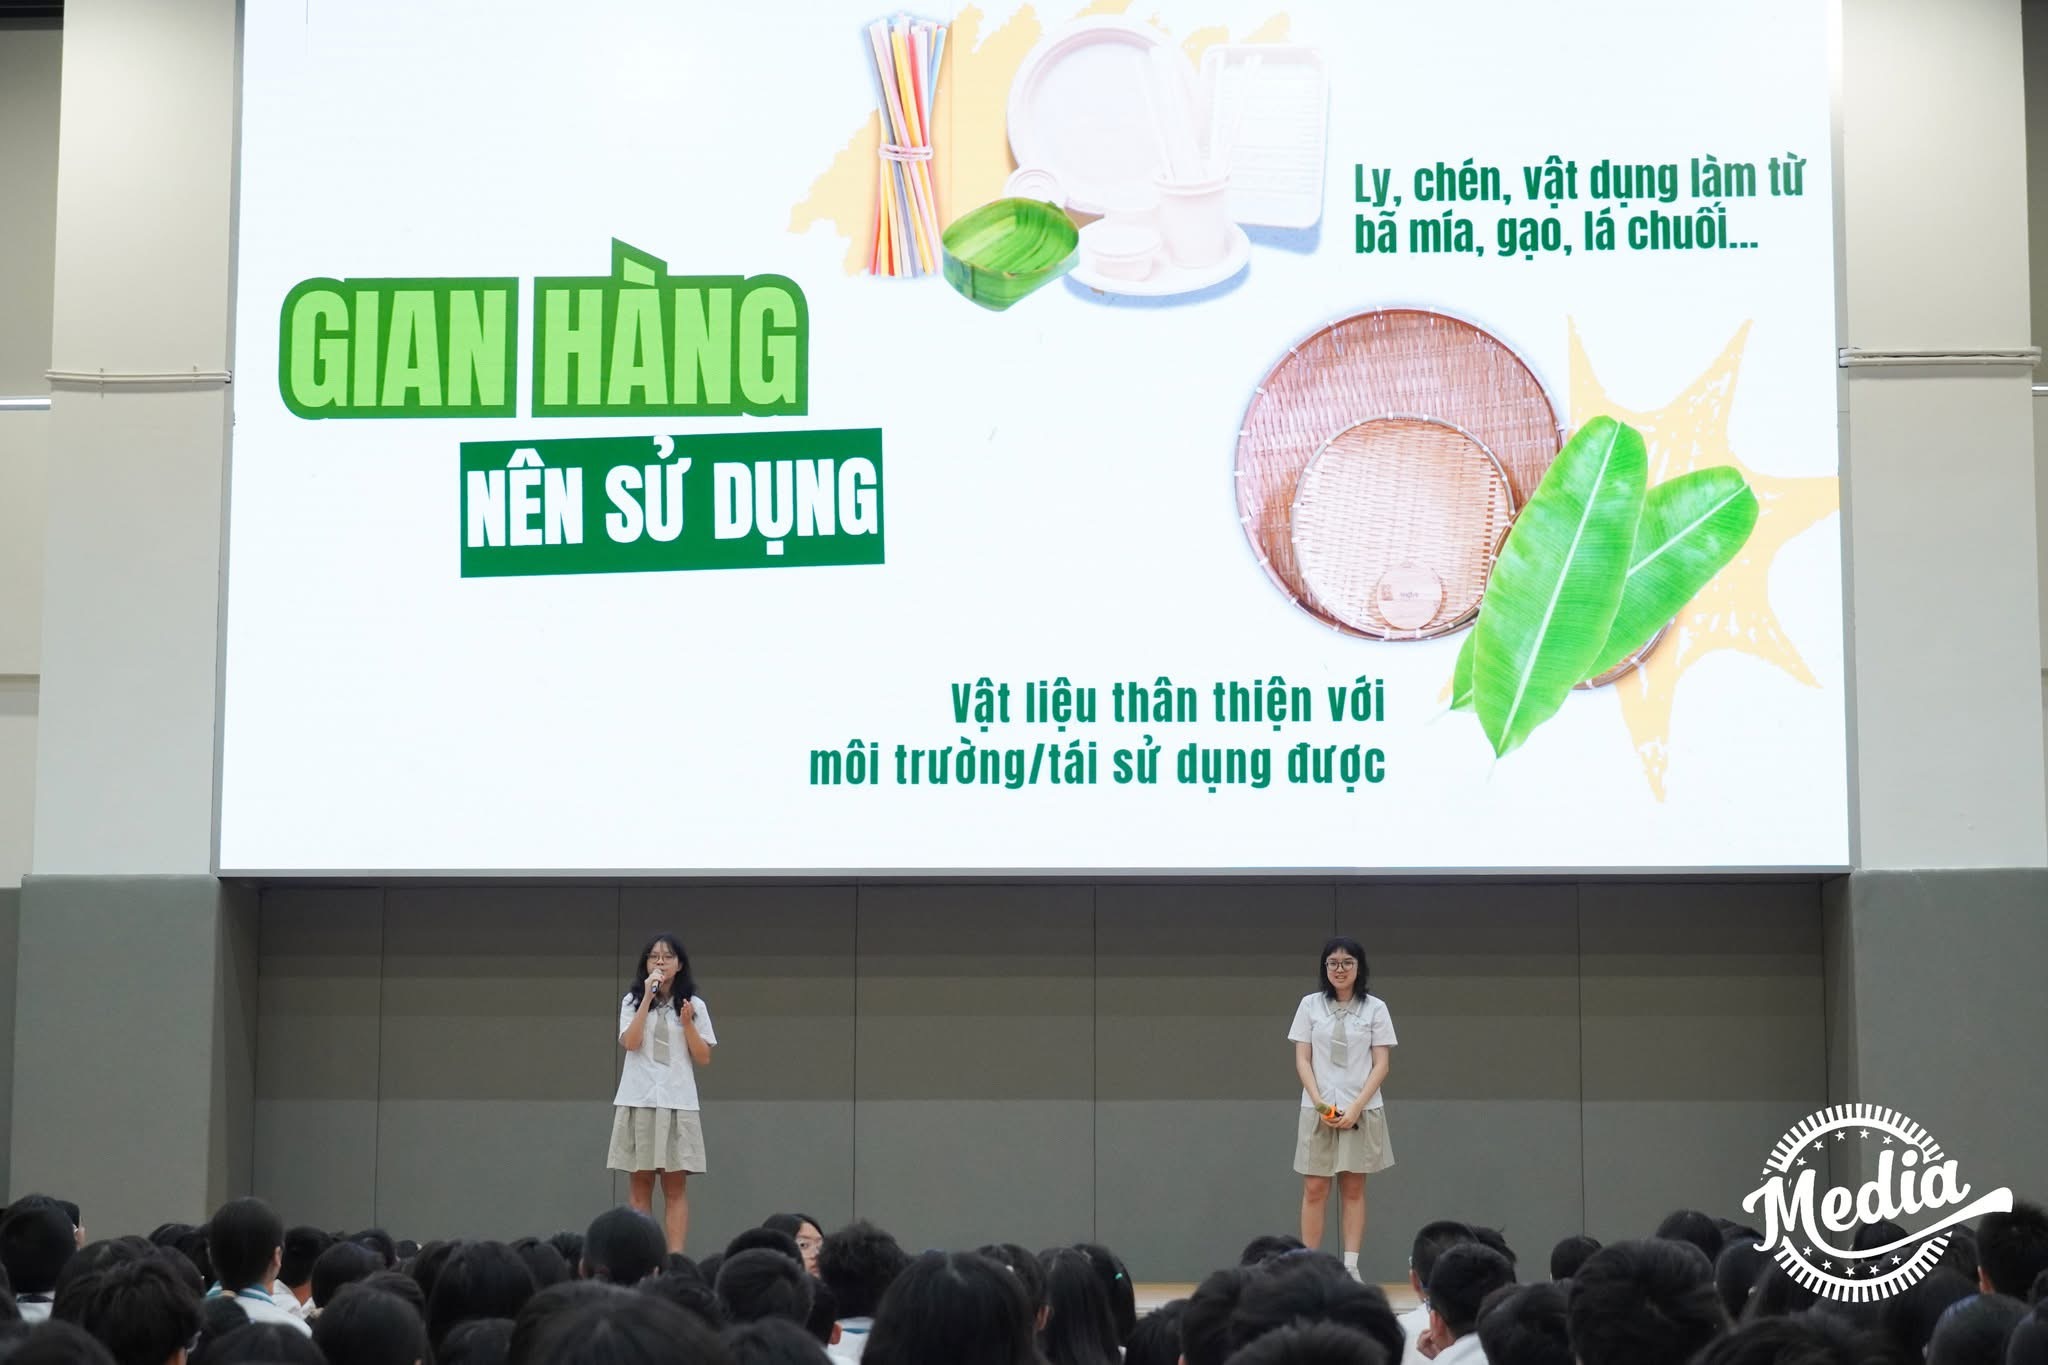 GIAN HÀNG
NÊN SỬ DỤNG
Ly, chén, vật dụng làm từ
bã mía, gạo, lá chuối...
Vật liệu thân thiện với
môi trường/tái sử dụng được
Media